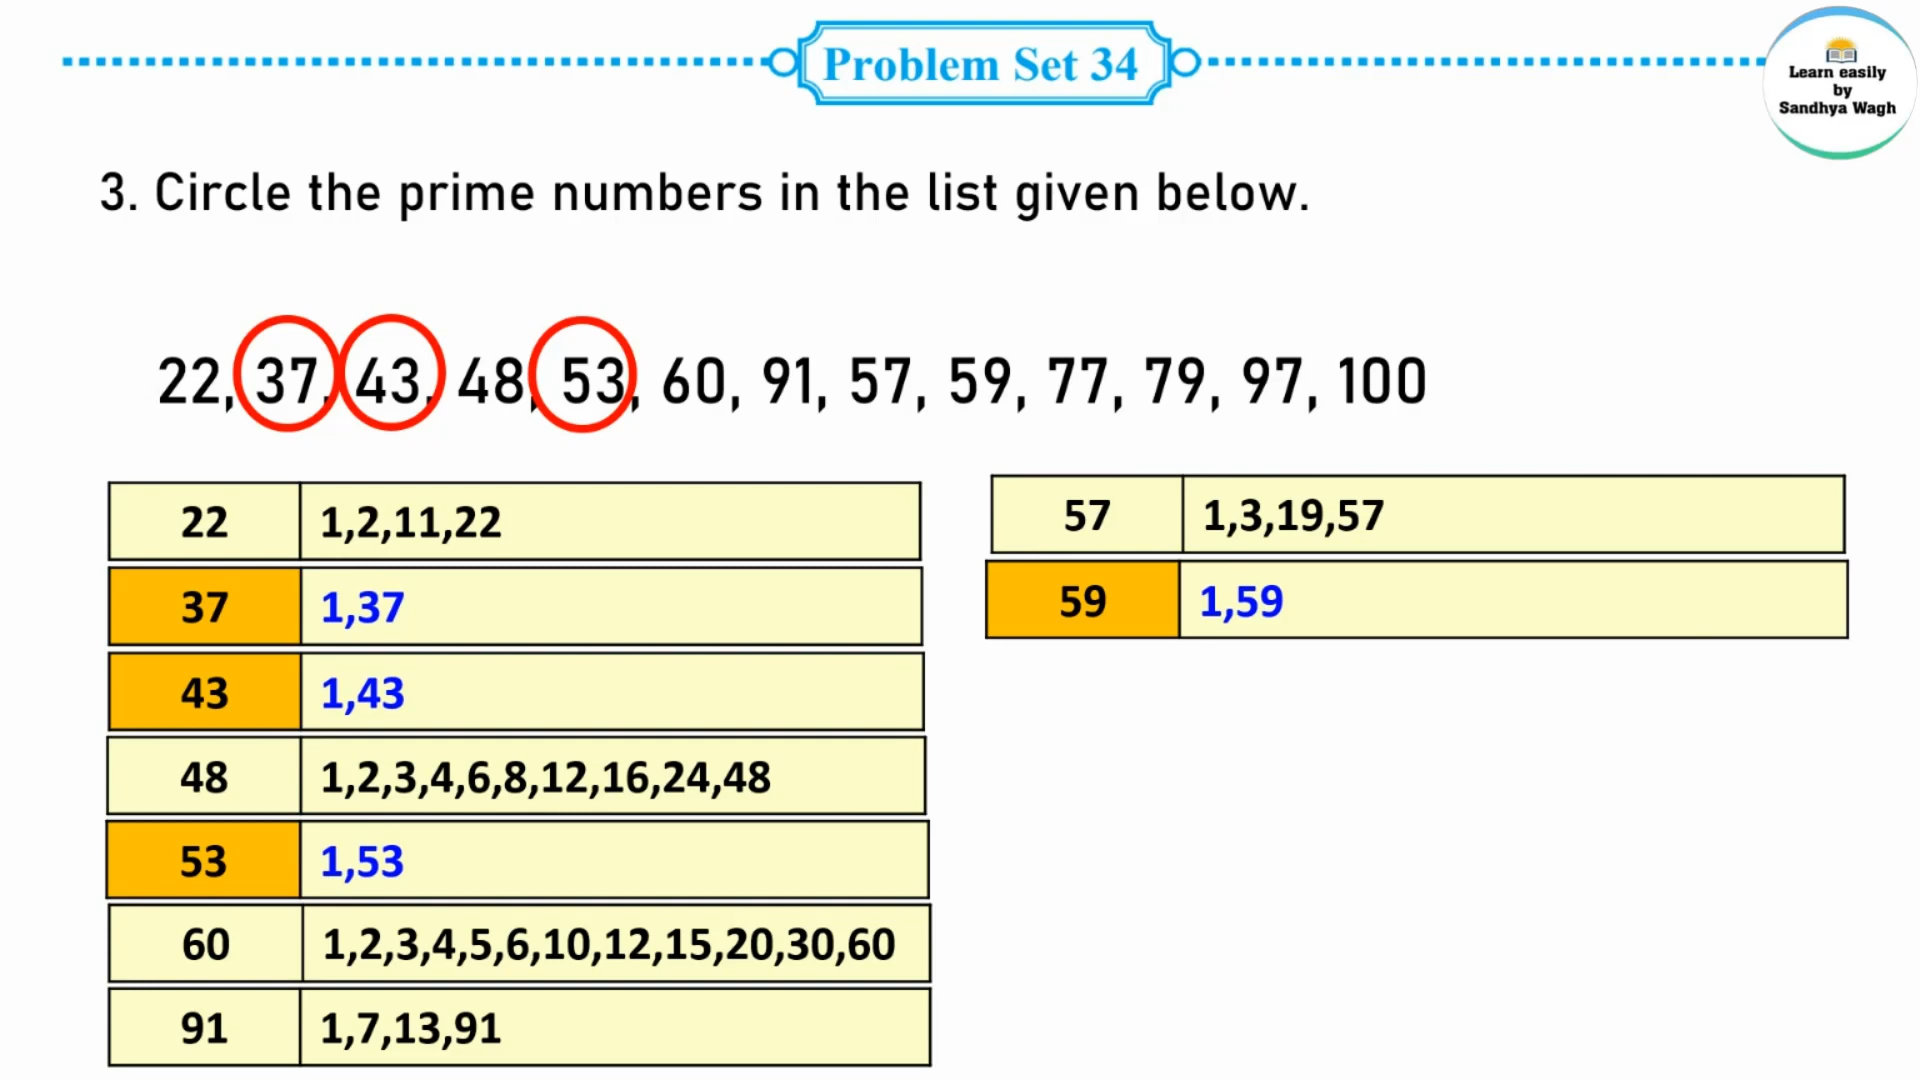 Problem Set 34
Learn easily
by
Sandhya Wagh
3. Circle the prime numbers in the list given below.
22, 37, 43, 48, 53, 60, 91, 57, 59, 77, 79, 97, 100
22 1,2,11,22
37 1,37
43 1,43
48 1,2,3,4,6,8,12,16,24,48
53 1,53
60 1,2,3,4,5,6,10,12,15,20,30,60
91 1,7,13,91
57 1,3,19,57
59 1,59